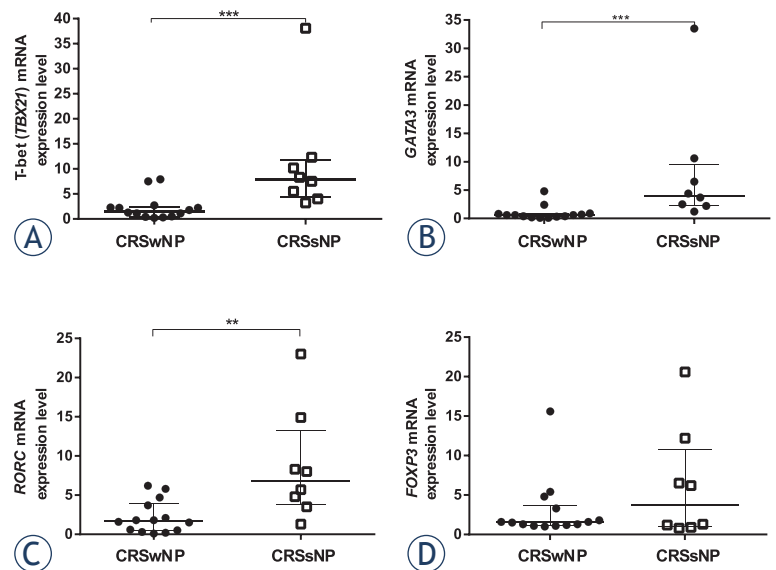 T-bet (TBX21) mRNA
expression level
40
35
30
25
20
15
10
5
0
***
CRSwNP
CRSsNP
A
GATA3 mRNA
expression level
35
30
25
20
15
10
5
0
***
CRSwNP
CRSsNP
B
RORC mRNA
expression level
25
20
15
10
5
0
**
CRSwNP
CRSsNP
C
FOXP3 mRNA
expression level
25
20
15
10
5
0
CRSwNP
CRSsNP
D